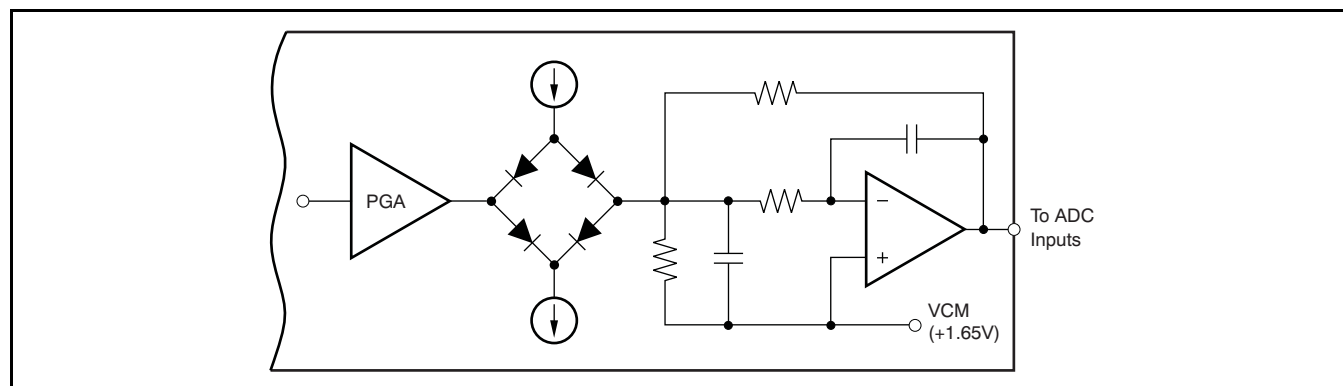 PGA
−
+
To ADC
Inputs
VCM
(+1.65V)